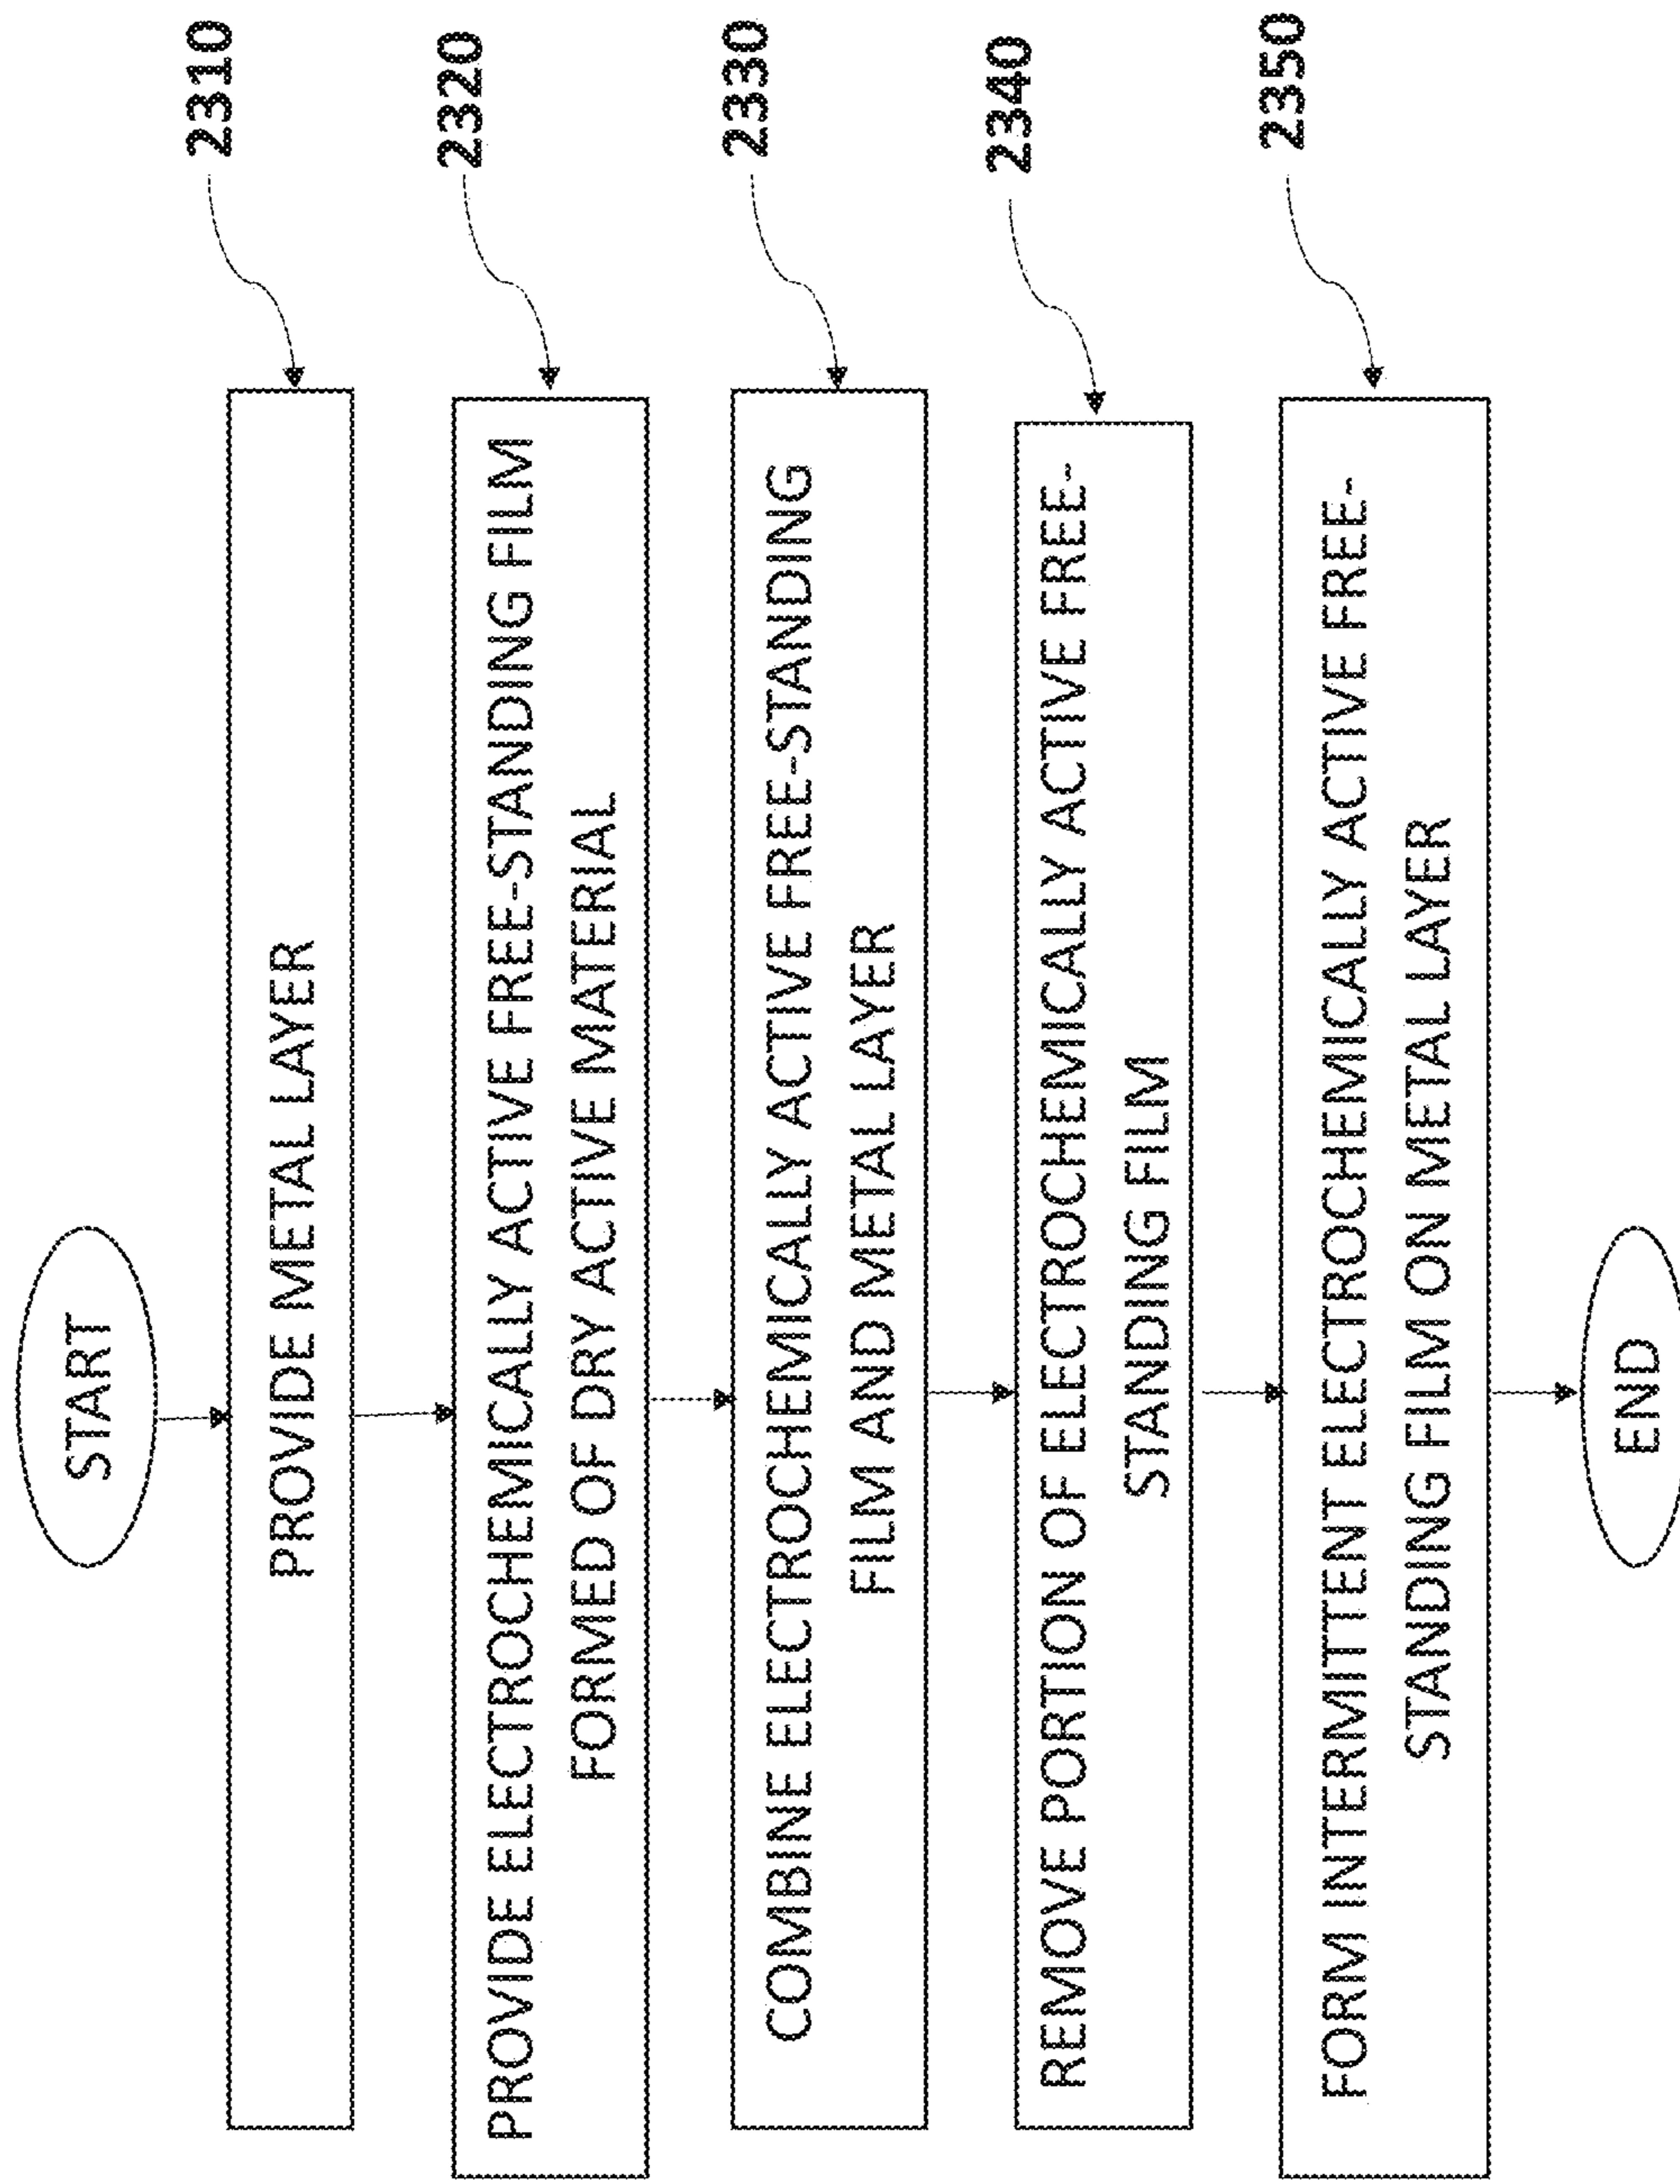 START
PROVIDE METAL LAYER
2310
PROVIDE ELECTROCHEMICALLY ACTIVE FREE-STANDING FILM
FORMED OF DRY ACTIVE MATERIAL
2320
COMBINE ELECTROCHEMICALLY ACTIVE FREE-STANDING
FILM AND METAL LAYER
2330
REMOVE PORTION OF ELECTROCHEMICALLY ACTIVE FREE-
STANDING FILM
2340
FORM INTERMITTENT ELECTROCHEMICALLY ACTIVE FREE-
STANDING FILM ON METAL LAYER
2350
END